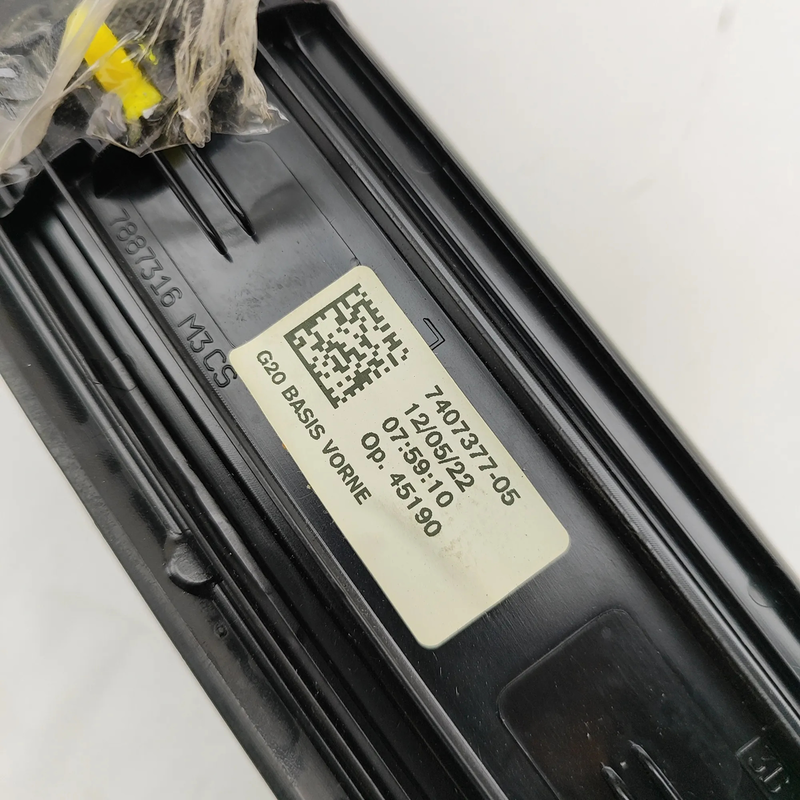 7887316 M3CS
7407377-05
12/05/22
07:59:10
Op. 45190
G20 BASIS VORNE